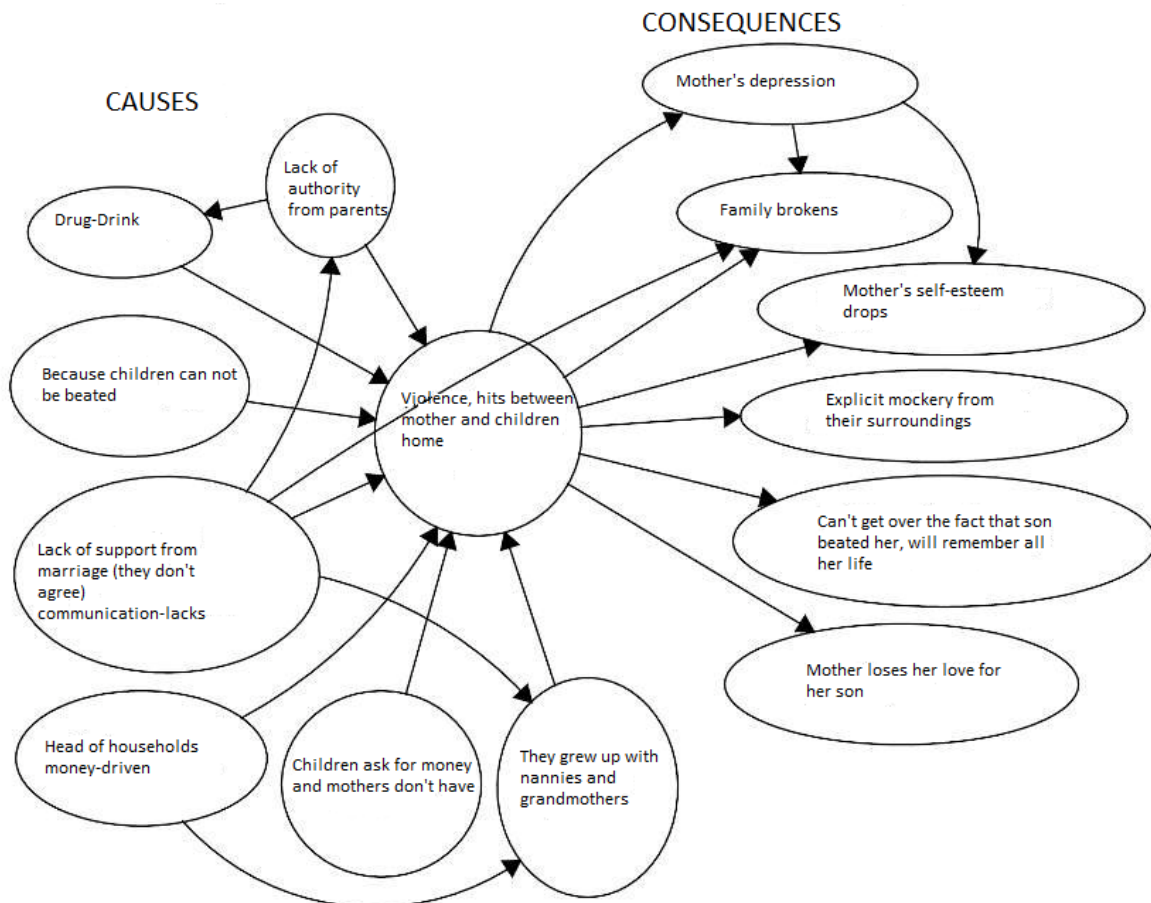 CONSEQUENCES
CAUSES
Mother's depression
Lack of
authority
from parents
Drug-Drink
Family brokens
Mother's self-esteem
drops
Because children can not
be beated
Violence, hits between
mother and children
home
Explicit mockery from
their surroundings
Can't get over the fact that son
beated her, will remember all
her life
Lack of support from
marriage (they don't
agree)
communication-lacks
Mother loses her love for
her son
Head of households
money-driven
Children ask for money
and mothers don't have
They grew up with
nannies and
grandmothers